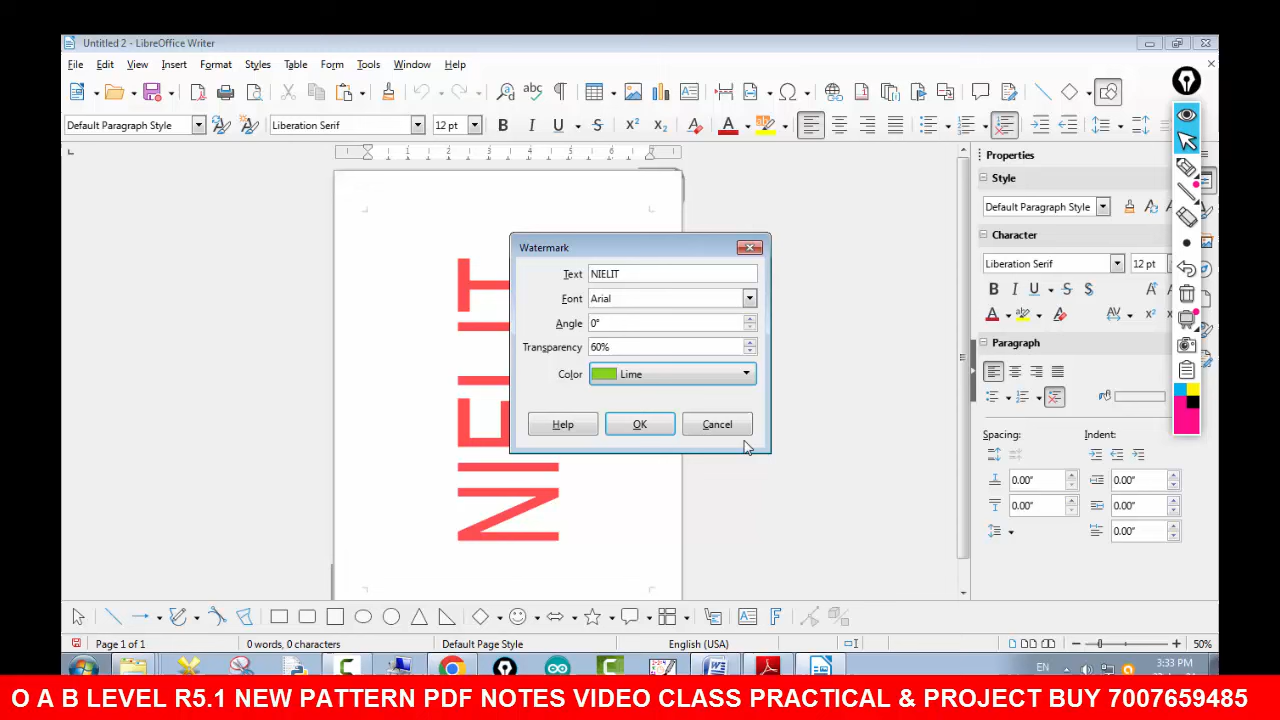 Untitled 2 - LibreOffice Writer
File Edit View Insert Format Styles Table Form Tools Window Help
Default Paragraph Style Liberation Serif 12 pt
Properties
Style
Default Paragraph Style
Character
Liberation Serif 12 pt
Paragraph
Spacing: Indent:
0.00" 0.00"
0.00" 0.00"
0.00"
NIELIT
Watermark
Text NIELIT
Font Arial
Angle 0°
Transparency 60%
Color Lime
Help OK Cancel
Page 1 of 1 0 words, 0 characters Default Page Style English (USA) 50%
EN 3:33 PM
O A B LEVEL R5.1 NEW PATTERN PDF NOTES VIDEO CLASS PRACTICAL & PROJECT BUY 7007659485